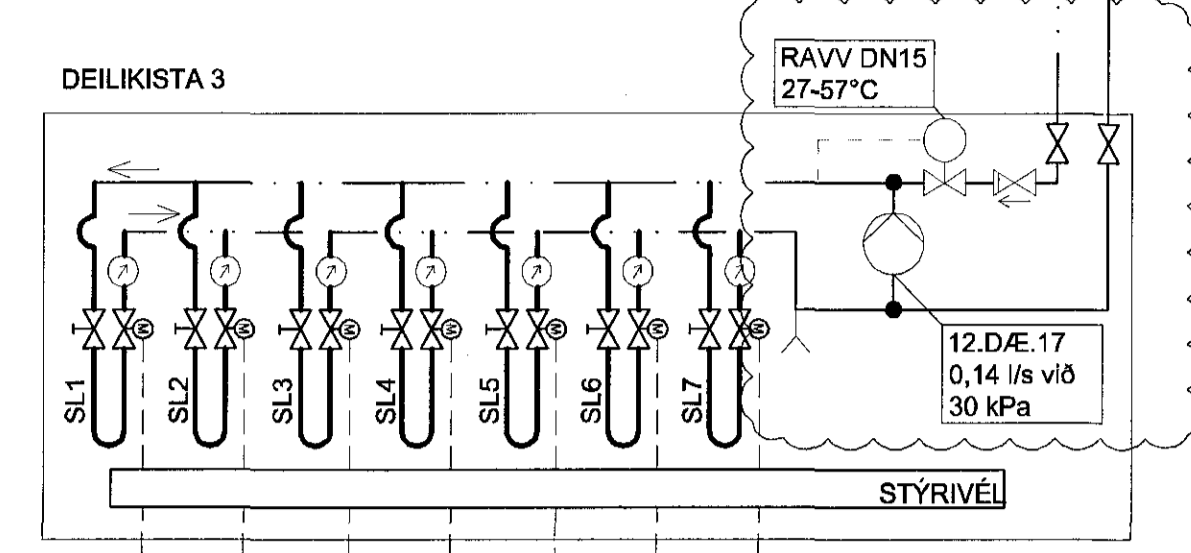 DEILIKISTA 3
RAVV DN15
27-57°C
M
M
M
M
M
M
M
SL1
SL2
SL3
SL4
SL5
SL6
SL7
12.DÆ.17
0,14 l/s við
30 kPa
STÝRIVÉL